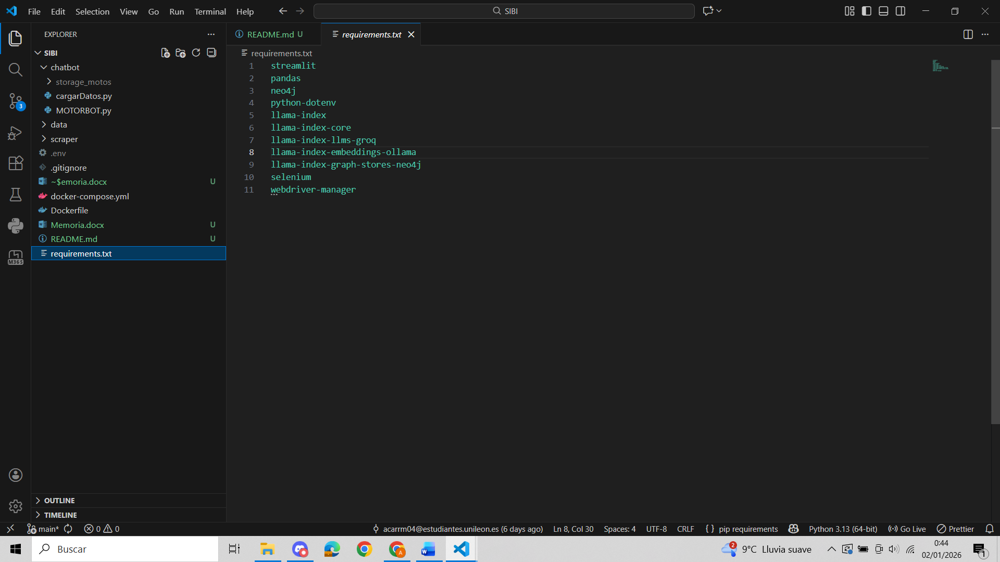 File Edit Selection View Go Run Terminal Help
SIBI
EXPLORER
SIBI
chatbot
storage_motos
cargarDatos.py
MOTORBOT.py
data
scraper
.env
.gitignore
~$emoria.docx U
docker-compose.yml
Dockerfile
Memoria.docx U
README.md U
requirements.txt
OUTLINE
TIMELINE
3
M365
README.md U
requirements.txt
requirements.txt
1 streamlit
2 pandas
3 neo4j
4 python-dotenv
5 llama-index
6 llama-index-core
7 llama-index-llms-groq
8 llama-index-embeddings-ollama
9 llama-index-graph-stores-neo4j
10 selenium
11 webdriver-manager
main* 0 0 acarrm04@estudiantes.unileon.es (6 days ago) Ln 8, Col 30 Spaces: 4 UTF-8 CRLF { } pip requirements Python 3.13 (64-bit) Go Live Prettier
Buscar
A
W
2
9°C Lluvia suave
0:44
02/01/2026
1